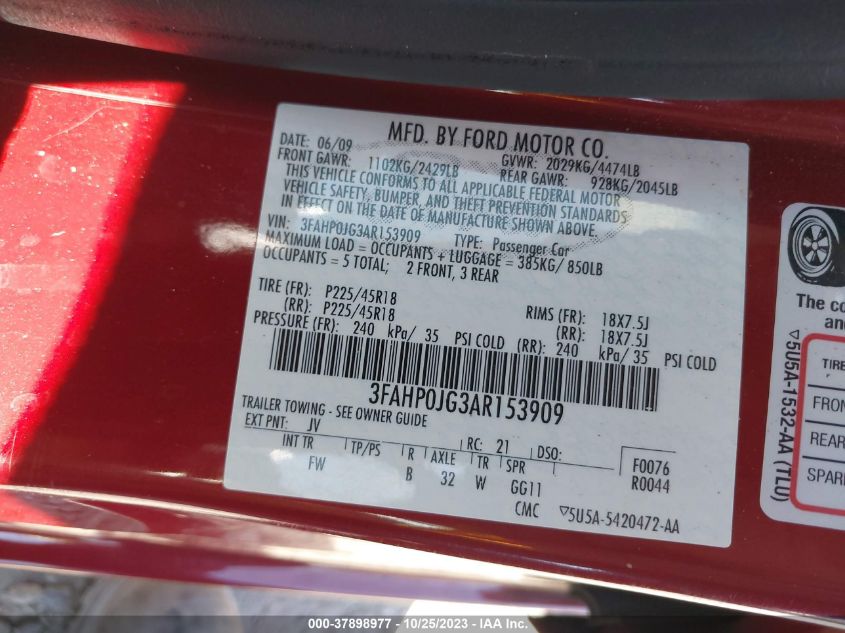 MFD. BY FORD MOTOR CO.
DATE: 06/09 GVWR: 2029KG/4474LB
FRONT GAWR: 1102KG/2429LB REAR GAWR: 928KG/2045LB
THIS VEHICLE CONFORMS TO ALL APPLICABLE FEDERAL MOTOR
VEHICLE SAFETY, BUMPER, AND THEFT PREVENTION STANDARDS
IN EFFECT ON THE DATE OF MANUFACTURE SHOWN ABOVE.
VIN: 3FAHP0JG3AR153909 TYPE: Passenger Car
MAXIMUM LOAD = OCCUPANTS + LUGGAGE = 385KG/ 850LB
OCCUPANTS = 5 TOTAL; 2 FRONT, 3 REAR
TIRE (FR): P225/45R18 RIMS (FR): 18X7.5J
(RR): P225/45R18 (RR): 18X7.5J
PRESSURE (FR): 240 kPa/ 35 PSI COLD (RR): 240 kPa/ 35 PSI COLD
3FAHP0JG3AR153909
TRAILER TOWING - SEE OWNER GUIDE
EXT PNT: JV RC: 21 DSO:
INT TR TP/PS R AXLE TR SPR F0076
FW B 32 W GG11 R0044
CMC ▽5U5A-5420472-AA
The co
an
TIRE
FRON
REAR
SPAR
▽5U5A-1532-AA (TL0)
000-37898977 | 10/25/2023 | IAA Inc.